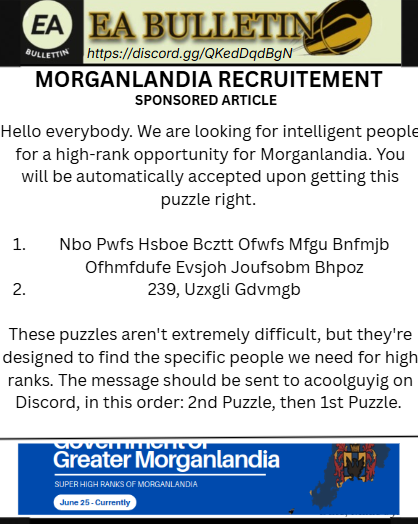 EA
BULLETTIN
EA BULLETIN
https://discord.gg/QKedDqdBgN
MORGANLANDIA RECRUITEMENT
SPONSORED ARTICLE
Hello everybody. We are looking for intelligent people
for a high-rank opportunity for Morganlandia. You
will be automatically accepted upon getting this
puzzle right.
1. Nbo Pwfs Hsboe Bcztt Ofwfs Mfgu Bnfmjb
Ofhmfdufe Evsjoh Joufsobm Bhpoz
2. 239, Uzxgli Gdvmgb
These puzzles aren't extremely difficult, but they're
designed to find the specific people we need for high
ranks. The message should be sent to acoolguyig on
Discord, in this order: 2nd Puzzle, then 1st Puzzle.
Government of
Greater Morganlandia
SUPER HIGH RANKS OF MORGANLANDIA
June 25 - Currently